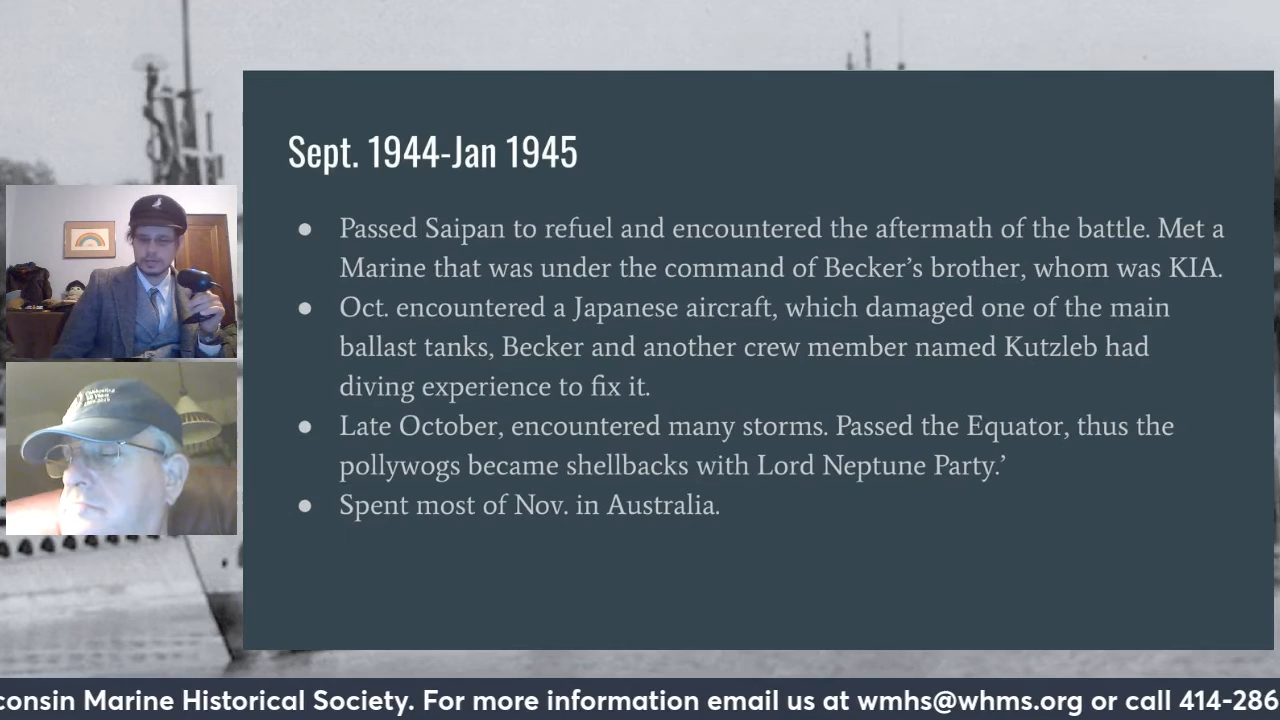 Sept. 1944-Jan 1945
● Passed Saipan to refuel and encountered the aftermath of the battle. Met a
Marine that was under the command of Becker’s brother, whom was KIA.
● Oct. encountered a Japanese aircraft, which damaged one of the main
ballast tanks, Becker and another crew member named Kutzleb had
diving experience to fix it.
● Late October, encountered many storms. Passed the Equator, thus the
pollywogs became shellbacks with Lord Neptune Party.’
● Spent most of Nov. in Australia.
consin Marine Historical Society. For more information email us at wmhs@whms.org or call 414-286